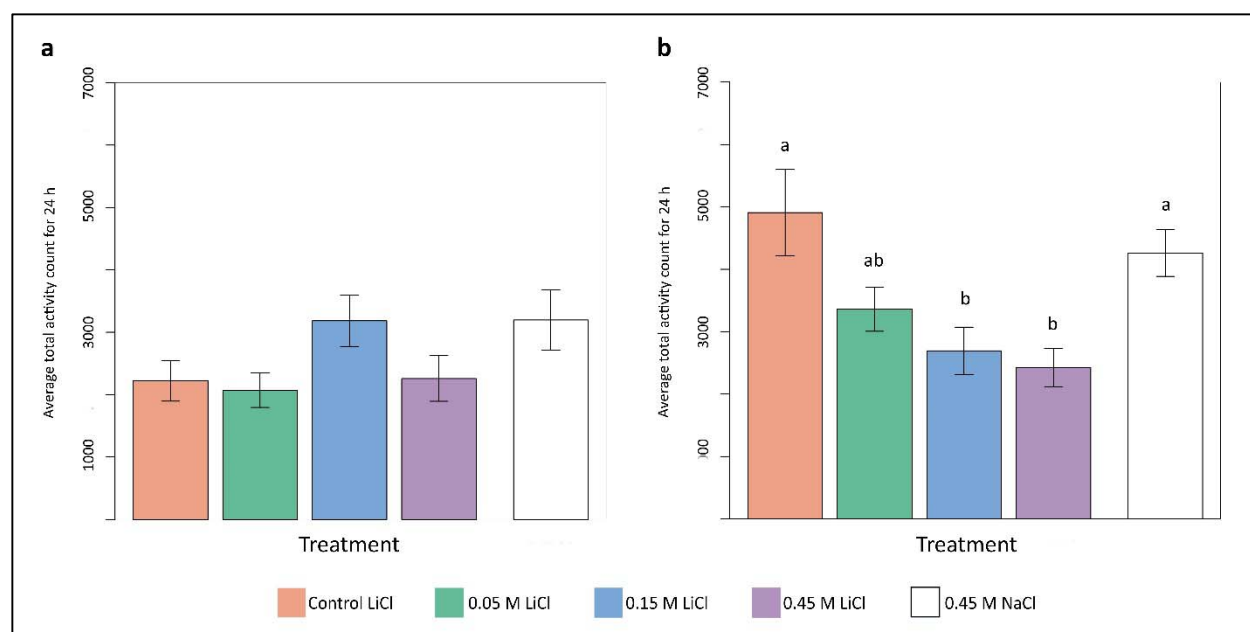 a
b
7000
5000
3000
1000
Average total activity count for 24 h
Treatment
7000
5000
3000
00
Average total activity count for 24 h
a
ab
b
b
a
Treatment
Control LiCl
0.05 M LiCl
0.15 M LiCl
0.45 M LiCl
0.45 M NaCl